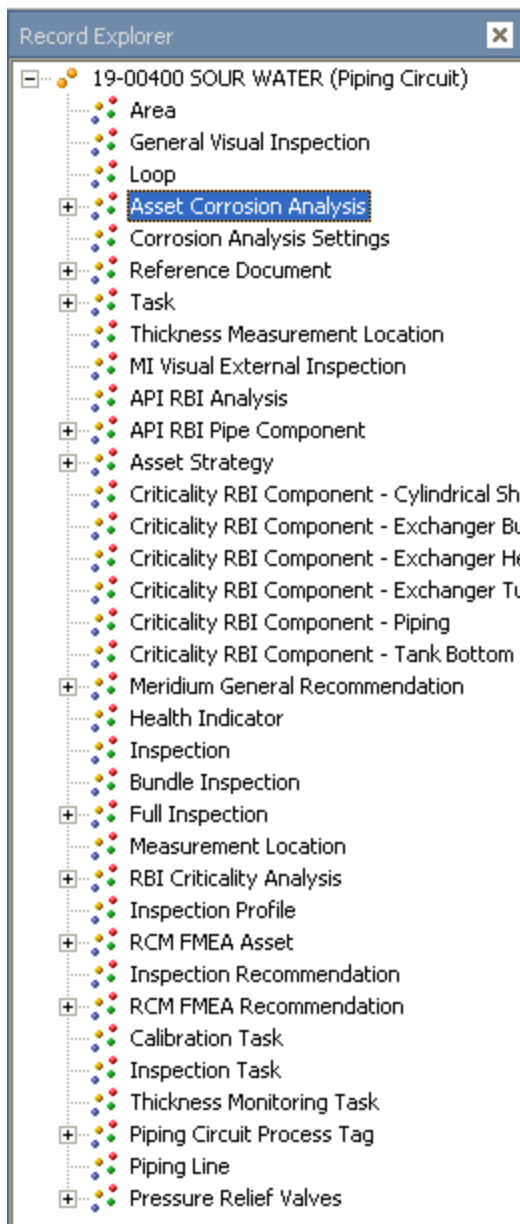 Record Explorer
19-00400 SOUR WATER (Piping Circuit)
Area
General Visual Inspection
Loop
Asset Corrosion Analysis
Corrosion Analysis Settings
Reference Document
Task
Thickness Measurement Location
MI Visual External Inspection
API RBI Analysis
API RBI Pipe Component
Asset Strategy
Criticality RBI Component - Cylindrical Sh
Criticality RBI Component - Exchanger Bu
Criticality RBI Component - Exchanger He
Criticality RBI Component - Exchanger Tu
Criticality RBI Component - Piping
Criticality RBI Component - Tank Bottom
Meridium General Recommendation
Health Indicator
Inspection
Bundle Inspection
Full Inspection
Measurement Location
RBI Criticality Analysis
Inspection Profile
RCM FMEA Asset
Inspection Recommendation
RCM FMEA Recommendation
Calibration Task
Inspection Task
Thickness Monitoring Task
Piping Circuit Process Tag
Piping Line
Pressure Relief Valves